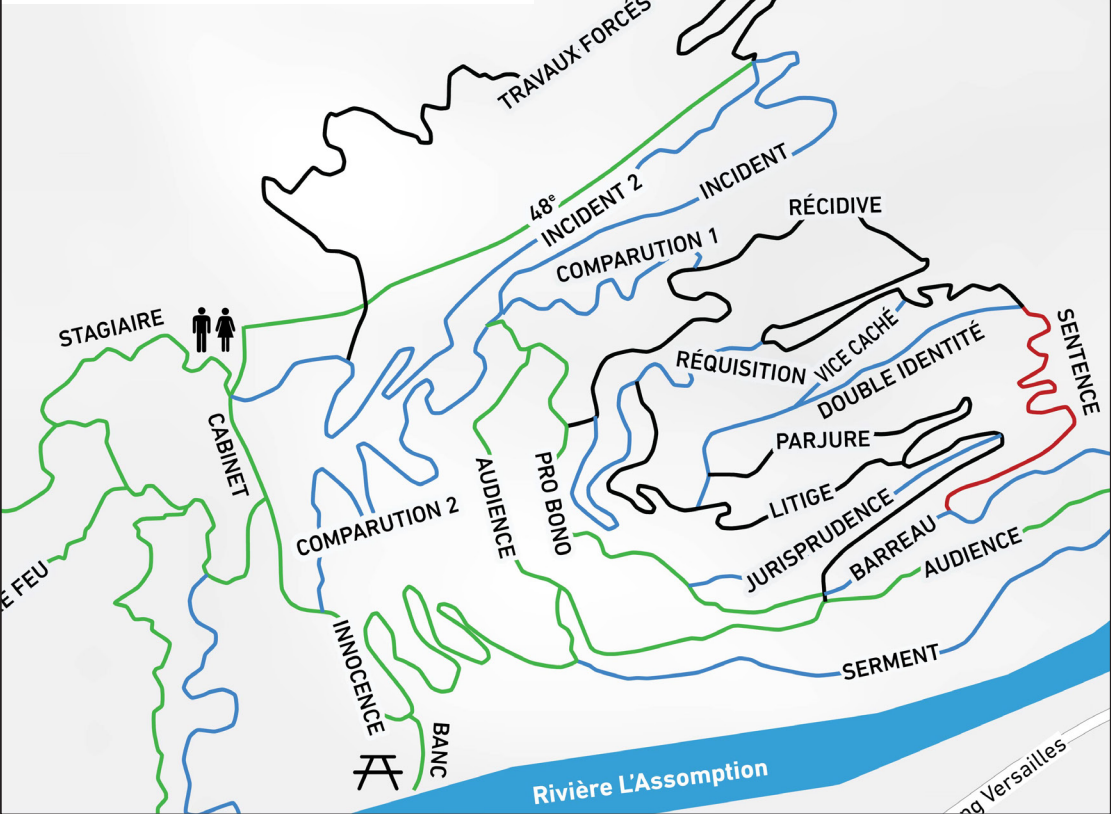 TRAVAUX FORCÉS
48e
INCIDENT 2
INCIDENT
RÉCIDIVE
COMPARUTION 1
STAGIAIRE
SENTENCE
VICE CACHÉ
RÉQUISITION
DOUBLE IDENTITÉ
CABINET
PARJURE
AUDIENCE
PRO BONO
LITIGE
COMPARUTION 2
JURISPRUDENCE
BARREAU
AUDIENCE
E FEU
INNOCENCE
SERMENT
BANC
Rivière L'Assomption
ng Versailles